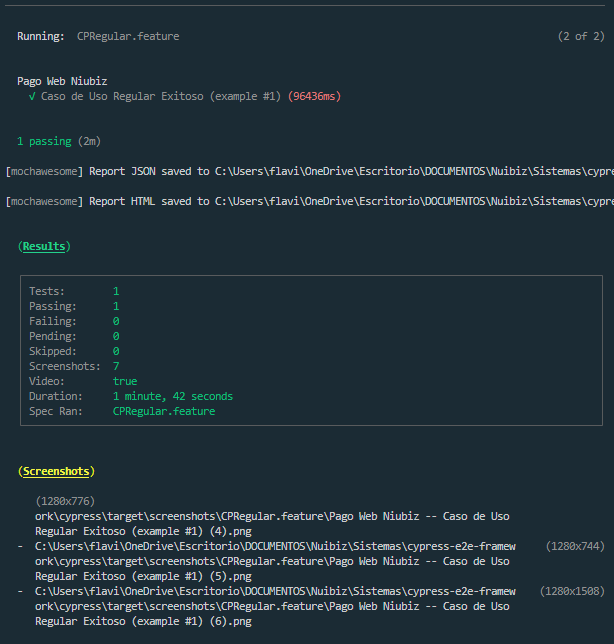 Running:  CPRegular.feature (2 of 2)
Pago Web Niubiz
√ Caso de Uso Regular Exitoso (example #1) (96436ms)
1 passing (2m)
[mochawesome] Report JSON saved to C:\Users\flavi\OneDrive\Escritorio\DOCUMENTOS\Nuibiz\Sistemas\cypre
[mochawesome] Report HTML saved to C:\Users\flavi\OneDrive\Escritorio\DOCUMENTOS\Nuibiz\Sistemas\cypre
(Results)
Tests: 1
Passing: 1
Failing: 0
Pending: 0
Skipped: 0
Screenshots: 7
Video: true
Duration: 1 minute, 42 seconds
Spec Ran: CPRegular.feature
(Screenshots)
(1280x776)
ork\cypress\target\screenshots\CPRegular.feature\Pago Web Niubiz -- Caso de Uso
Regular Exitoso (example #1) (4).png
- C:\Users\flavi\OneDrive\Escritorio\DOCUMENTOS\Nuibiz\Sistemas\cypress-e2e-framew (1280x744)
ork\cypress\target\screenshots\CPRegular.feature\Pago Web Niubiz -- Caso de Uso
Regular Exitoso (example #1) (5).png
- C:\Users\flavi\OneDrive\Escritorio\DOCUMENTOS\Nuibiz\Sistemas\cypress-e2e-framew (1280x1508)
ork\cypress\target\screenshots\CPRegular.feature\Pago Web Niubiz -- Caso de Uso
Regular Exitoso (example #1) (6).png